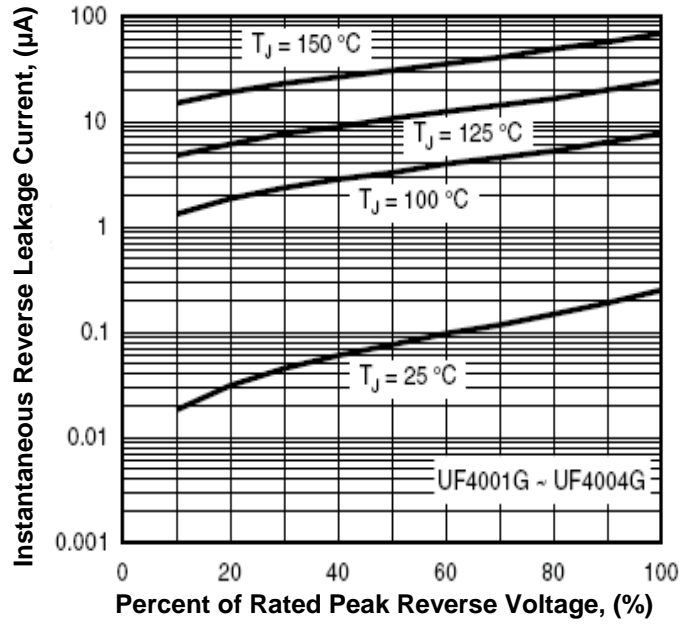 Instantaneous Reverse Leakage Current, (μA)
100
10
1
0.1
0.01
0.001
T_J = 150 °C
T_J = 125 °C
T_J = 100 °C
T_J = 25 °C
UF4001G ~ UF4004G
0 20 40 60 80 100
Percent of Rated Peak Reverse Voltage, (%)